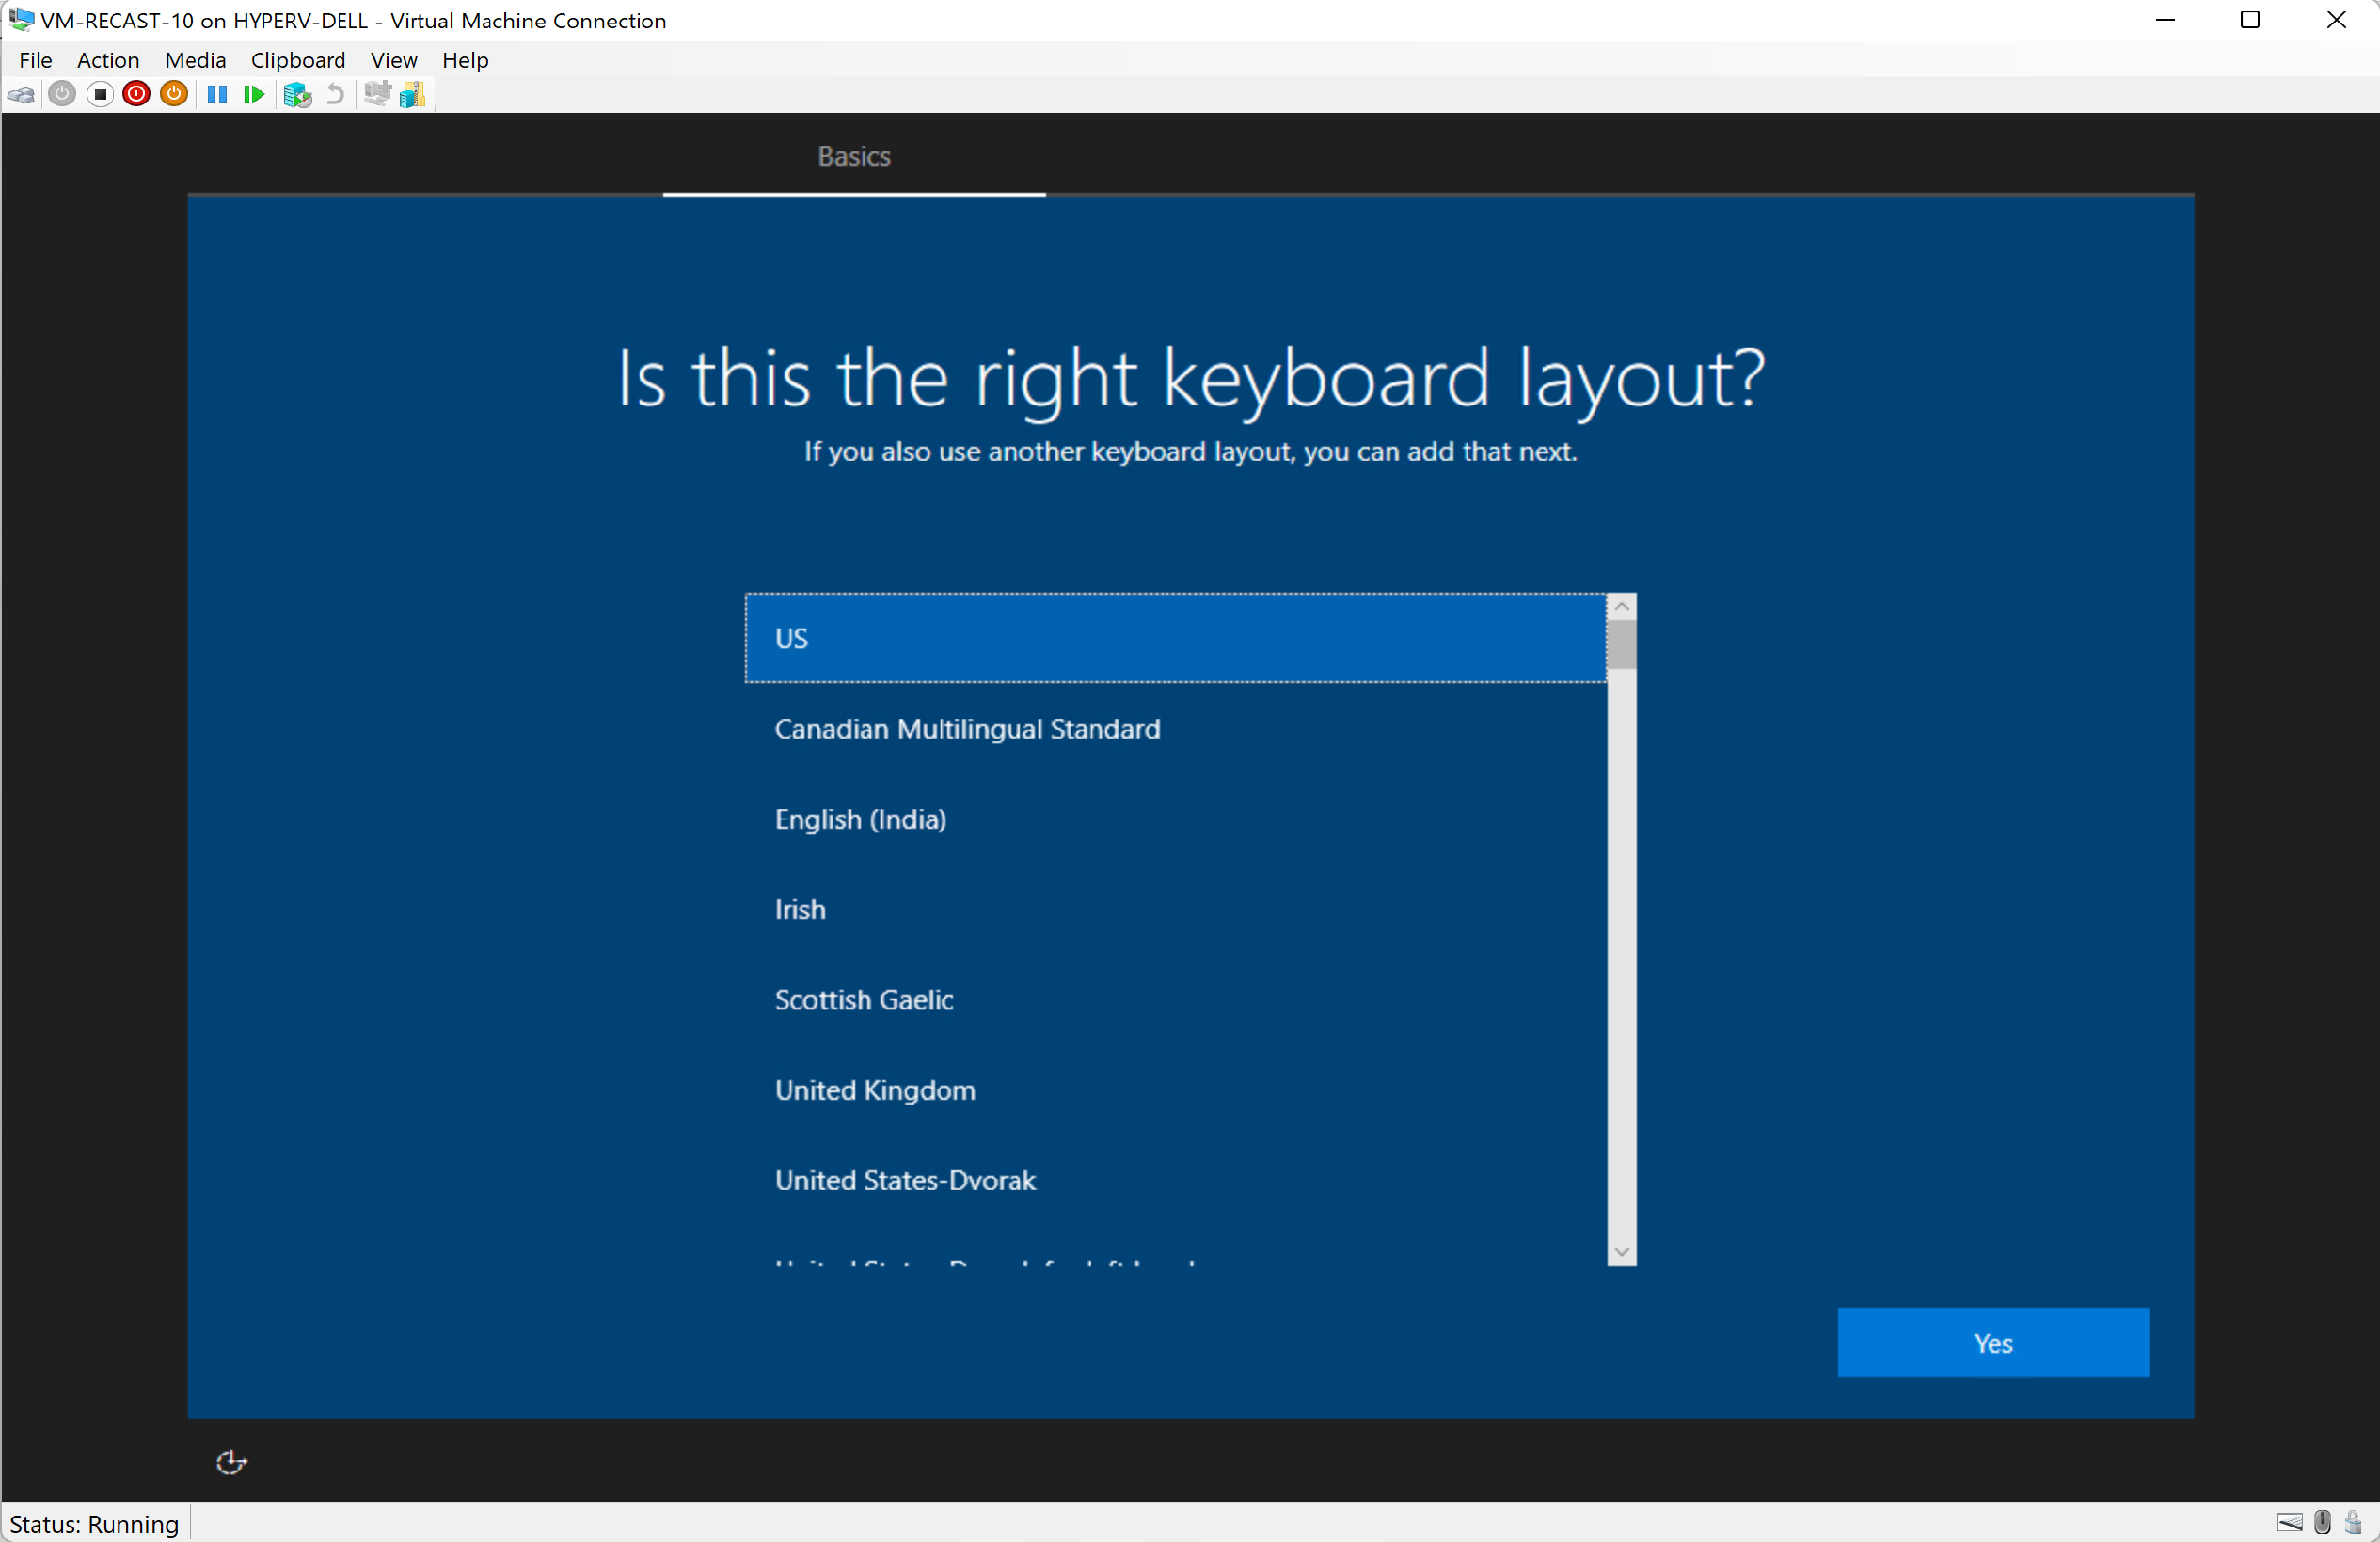 VM-RECAST-10 on HYPERV-DELL - Virtual Machine Connection
File Action Media Clipboard View Help
Basics
Is this the right keyboard layout?
If you also use another keyboard layout, you can add that next.
US
Canadian Multilingual Standard
English (India)
Irish
Scottish Gaelic
United Kingdom
United States-Dvorak
Yes
Status: Running